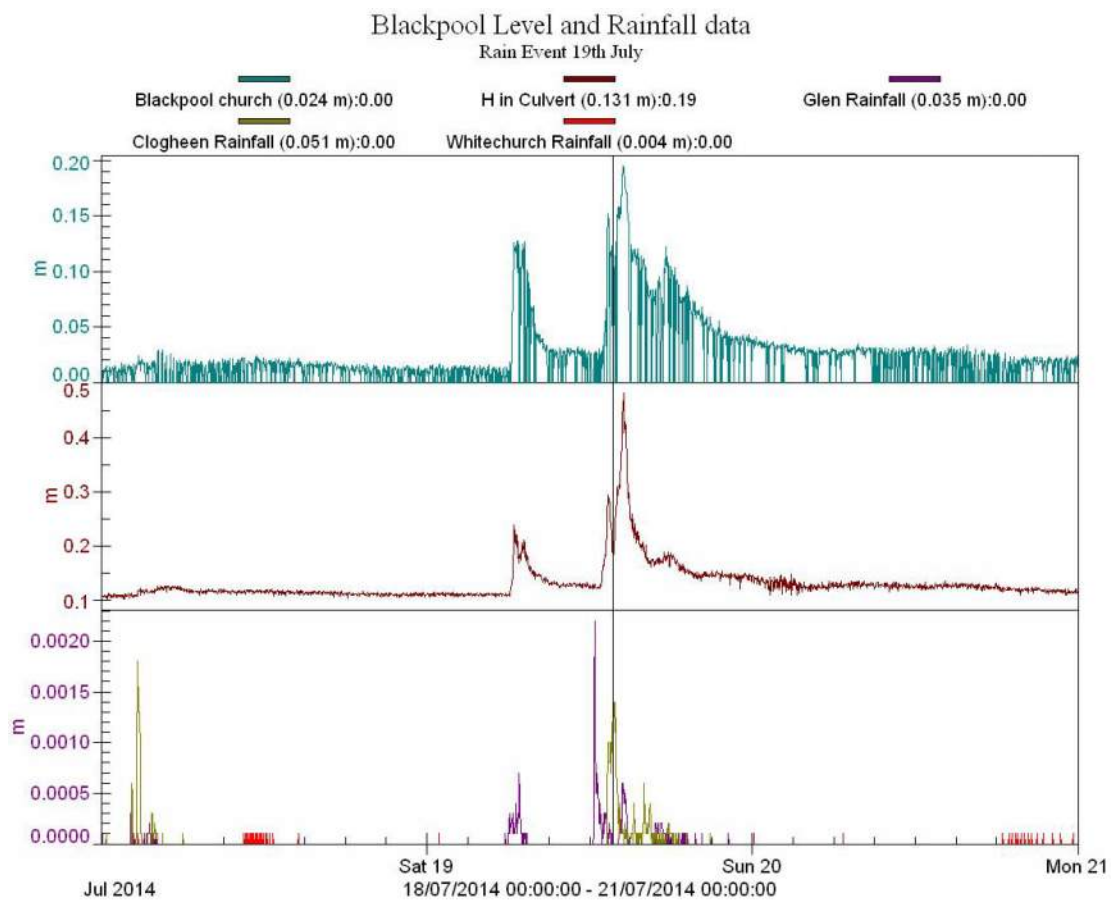 Blackpool Level and Rainfall data
Rain Event 19th July
Blackpool church (0.024 m):0.00 H in Culvert (0.131 m):0.19 Glen Rainfall (0.035 m):0.00
Clogheen Rainfall (0.051 m):0.00 Whitechurch Rainfall (0.004 m):0.00
0.20
0.15
m 0.10
0.05
0.00
0.5
0.4
m 0.3
0.2
0.1
0.0020
0.0015
m 0.0010
0.0005
0.0000
Sat 19 Sun 20 Mon 21
Jul 2014 18/07/2014 00:00:00 - 21/07/2014 00:00:00